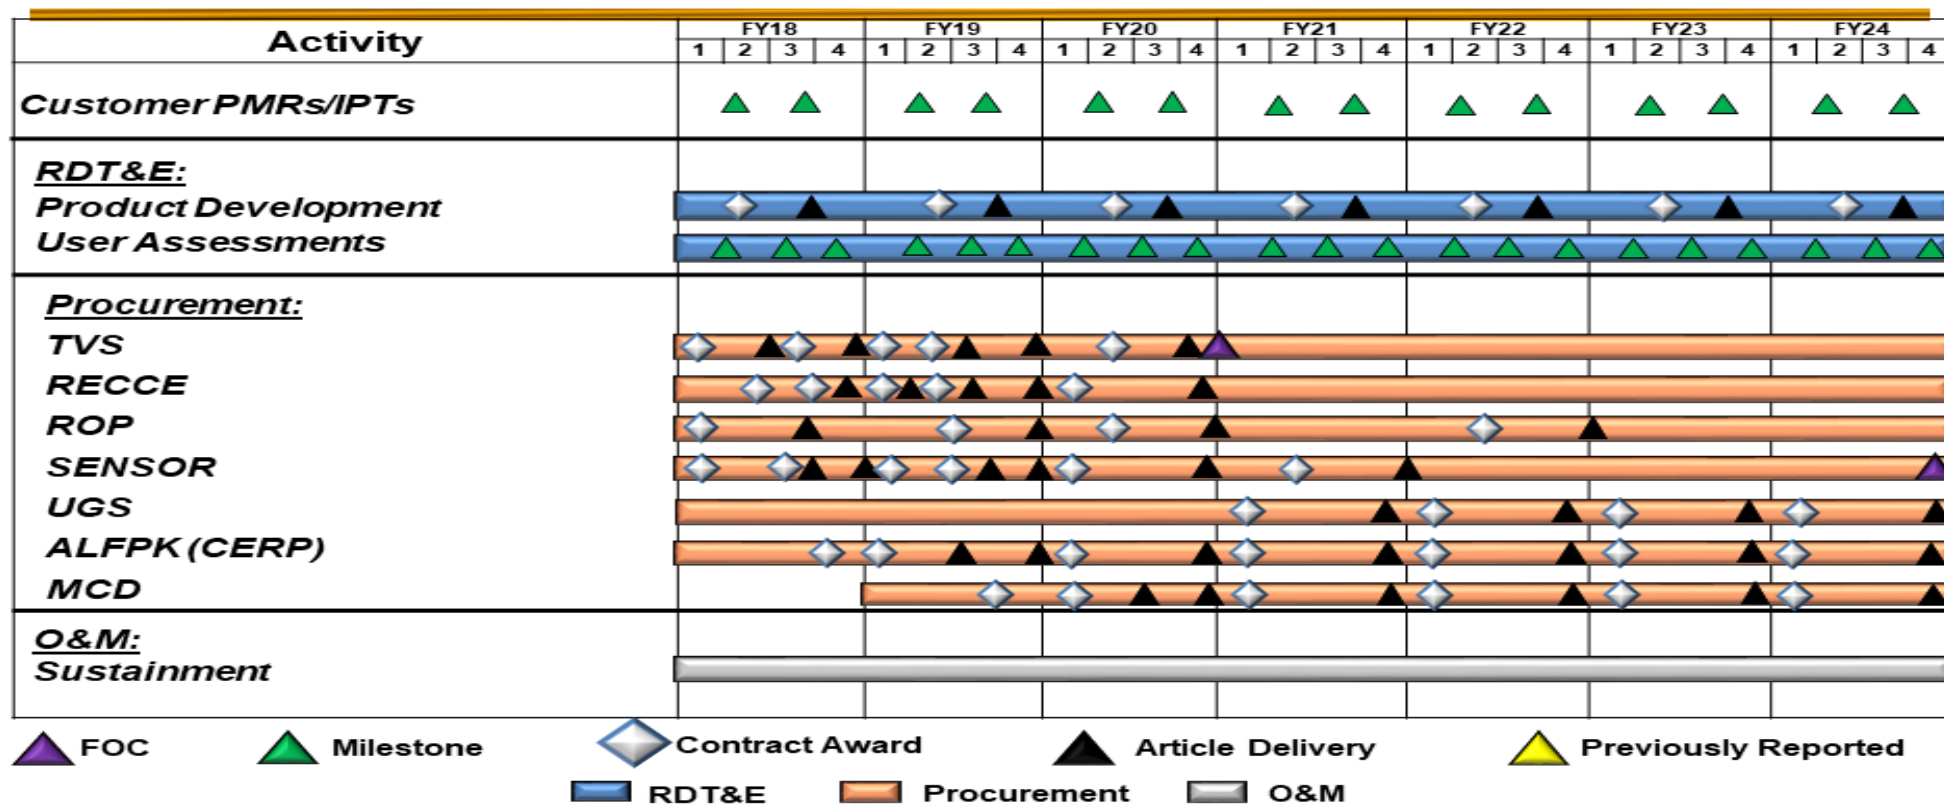 Activity
FY18 FY19 FY20 FY21 FY22 FY23 FY24
1 2 3 4 1 2 3 4 1 2 3 4 1 2 3 4 1 2 3 4 1 2 3 4 1 2 3 4
Customer PMRs/IPTs
RDT&E:
Product Development
User Assessments
Procurement:
TVS
RECCE
ROP
SENSOR
UGS
ALFPK (CERP)
MCD
O&M:
Sustainment
FOC Milestone Contract Award Article Delivery Previously Reported
RDT&E Procurement O&M